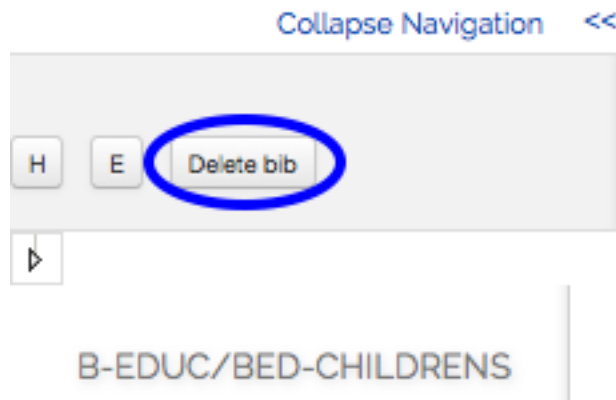 Collapse Navigation <<
H E Delete bib
B-EDUC/BED-CHILDRENS